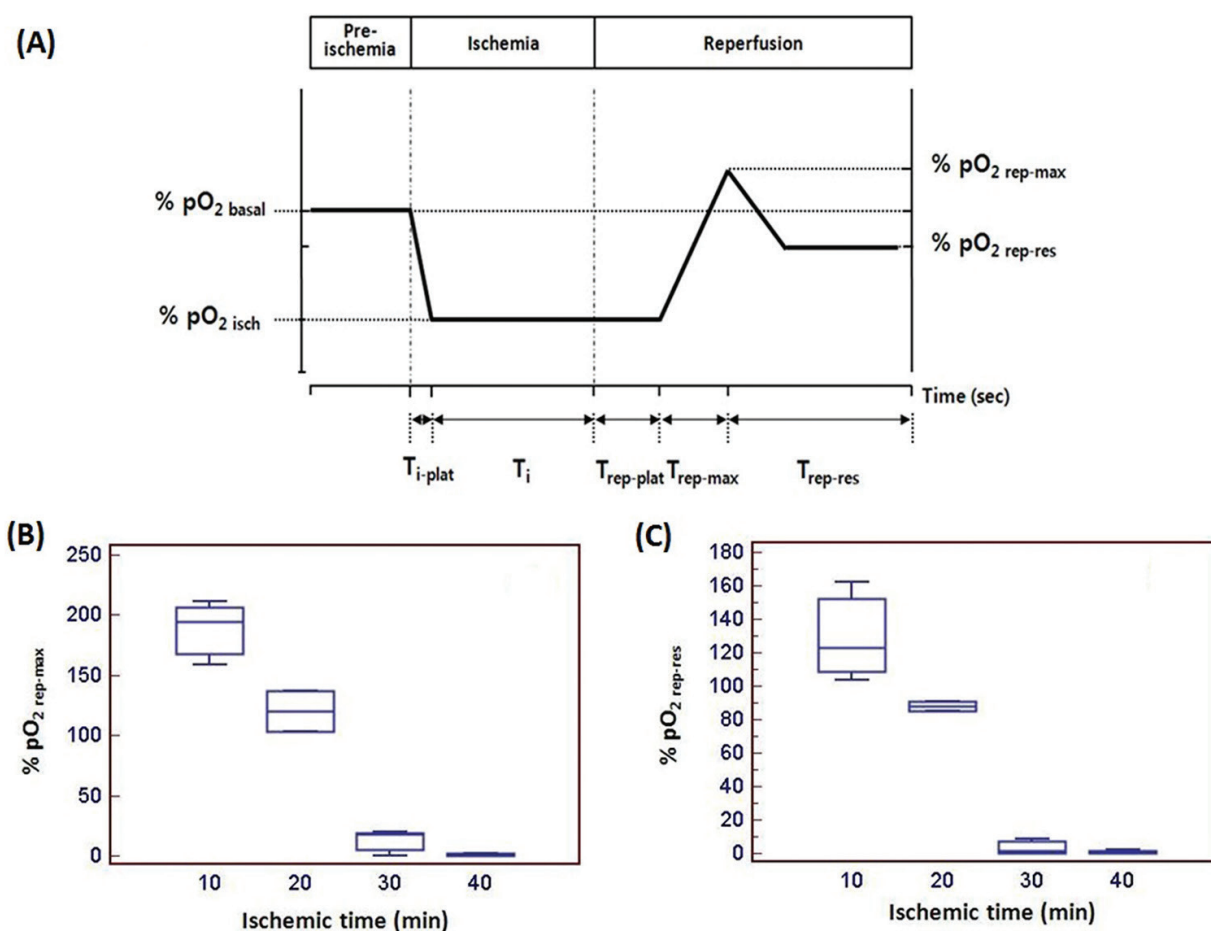 (A)
Pre-
ischemia
Ischemia
Reperfusion
% pO2 basal
% pO2 isch
% pO2 rep-max
% pO2 rep-res
Time (sec)
Ti-plat
Ti
Trep-plat
Trep-max
Trep-res
(B)
250
200
150
100
50
0
% pO2 rep-max
10 20 30 40
Ischemic time (min)
(C)
180
160
140
120
100
80
60
40
20
0
% pO2 rep-res
10 20 30 40
Ischemic time (min)